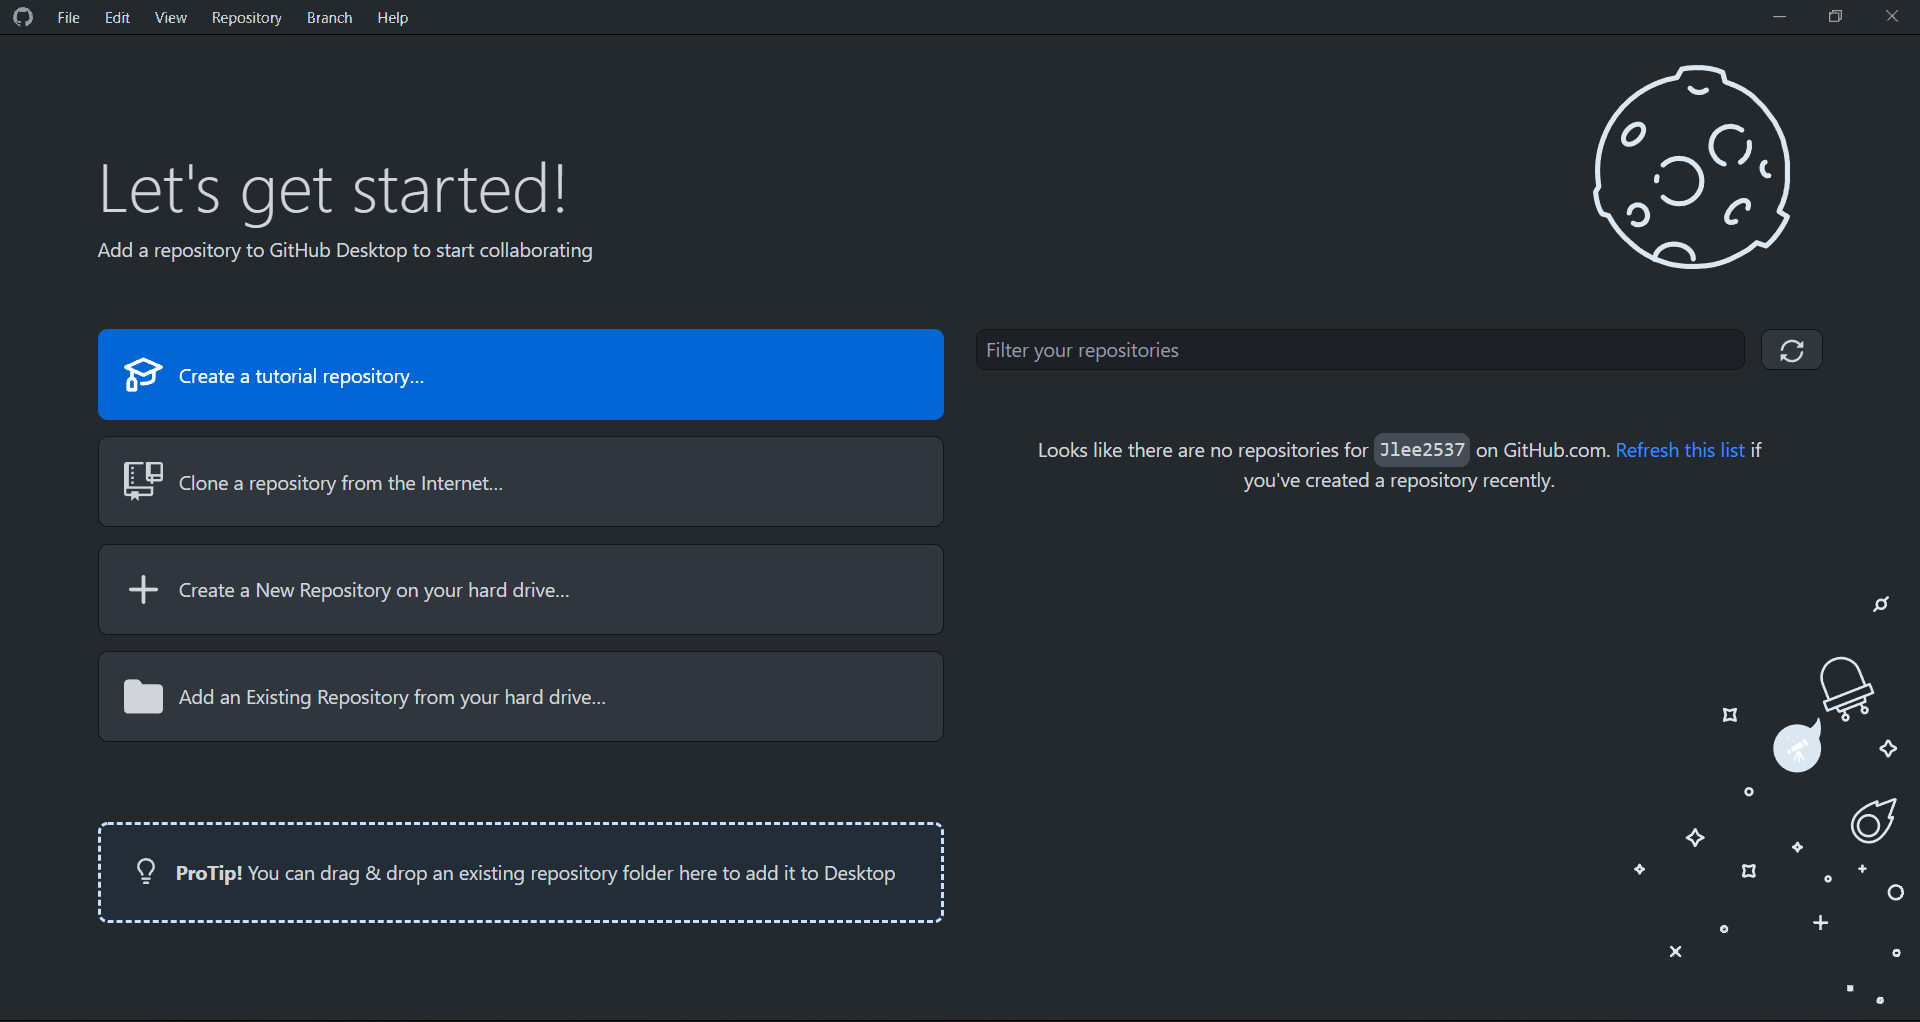 File Edit View Repository Branch Help
Let's get started!
Add a repository to GitHub Desktop to start collaborating
Create a tutorial repository...
Clone a repository from the Internet...
Create a New Repository on your hard drive...
Add an Existing Repository from your hard drive...
ProTip! You can drag & drop an existing repository folder here to add it to Desktop
Filter your repositories
Looks like there are no repositories for Jlee2537 on GitHub.com. Refresh this list if
you've created a repository recently.